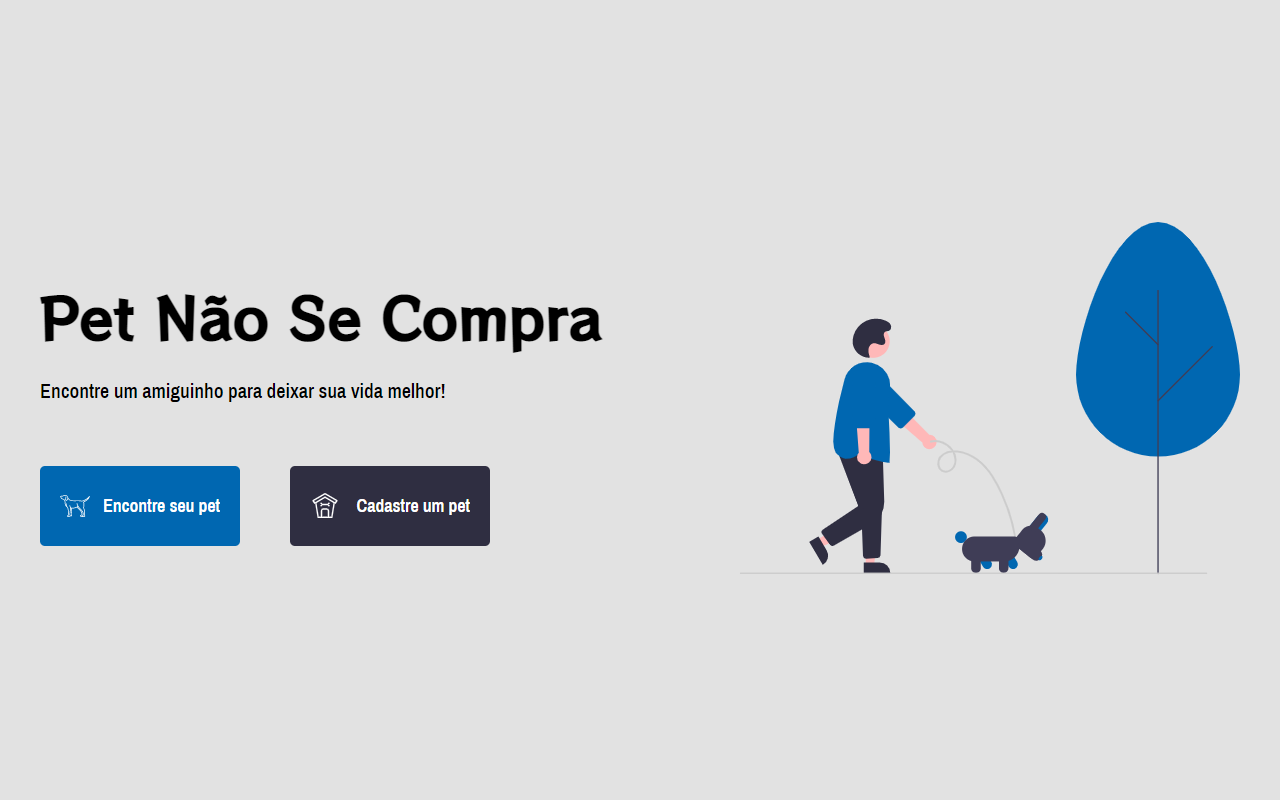 Pet Não Se Compra
Encontre um amiguinho para deixar sua vida melhor!
Encontre seu pet
Cadastre um pet